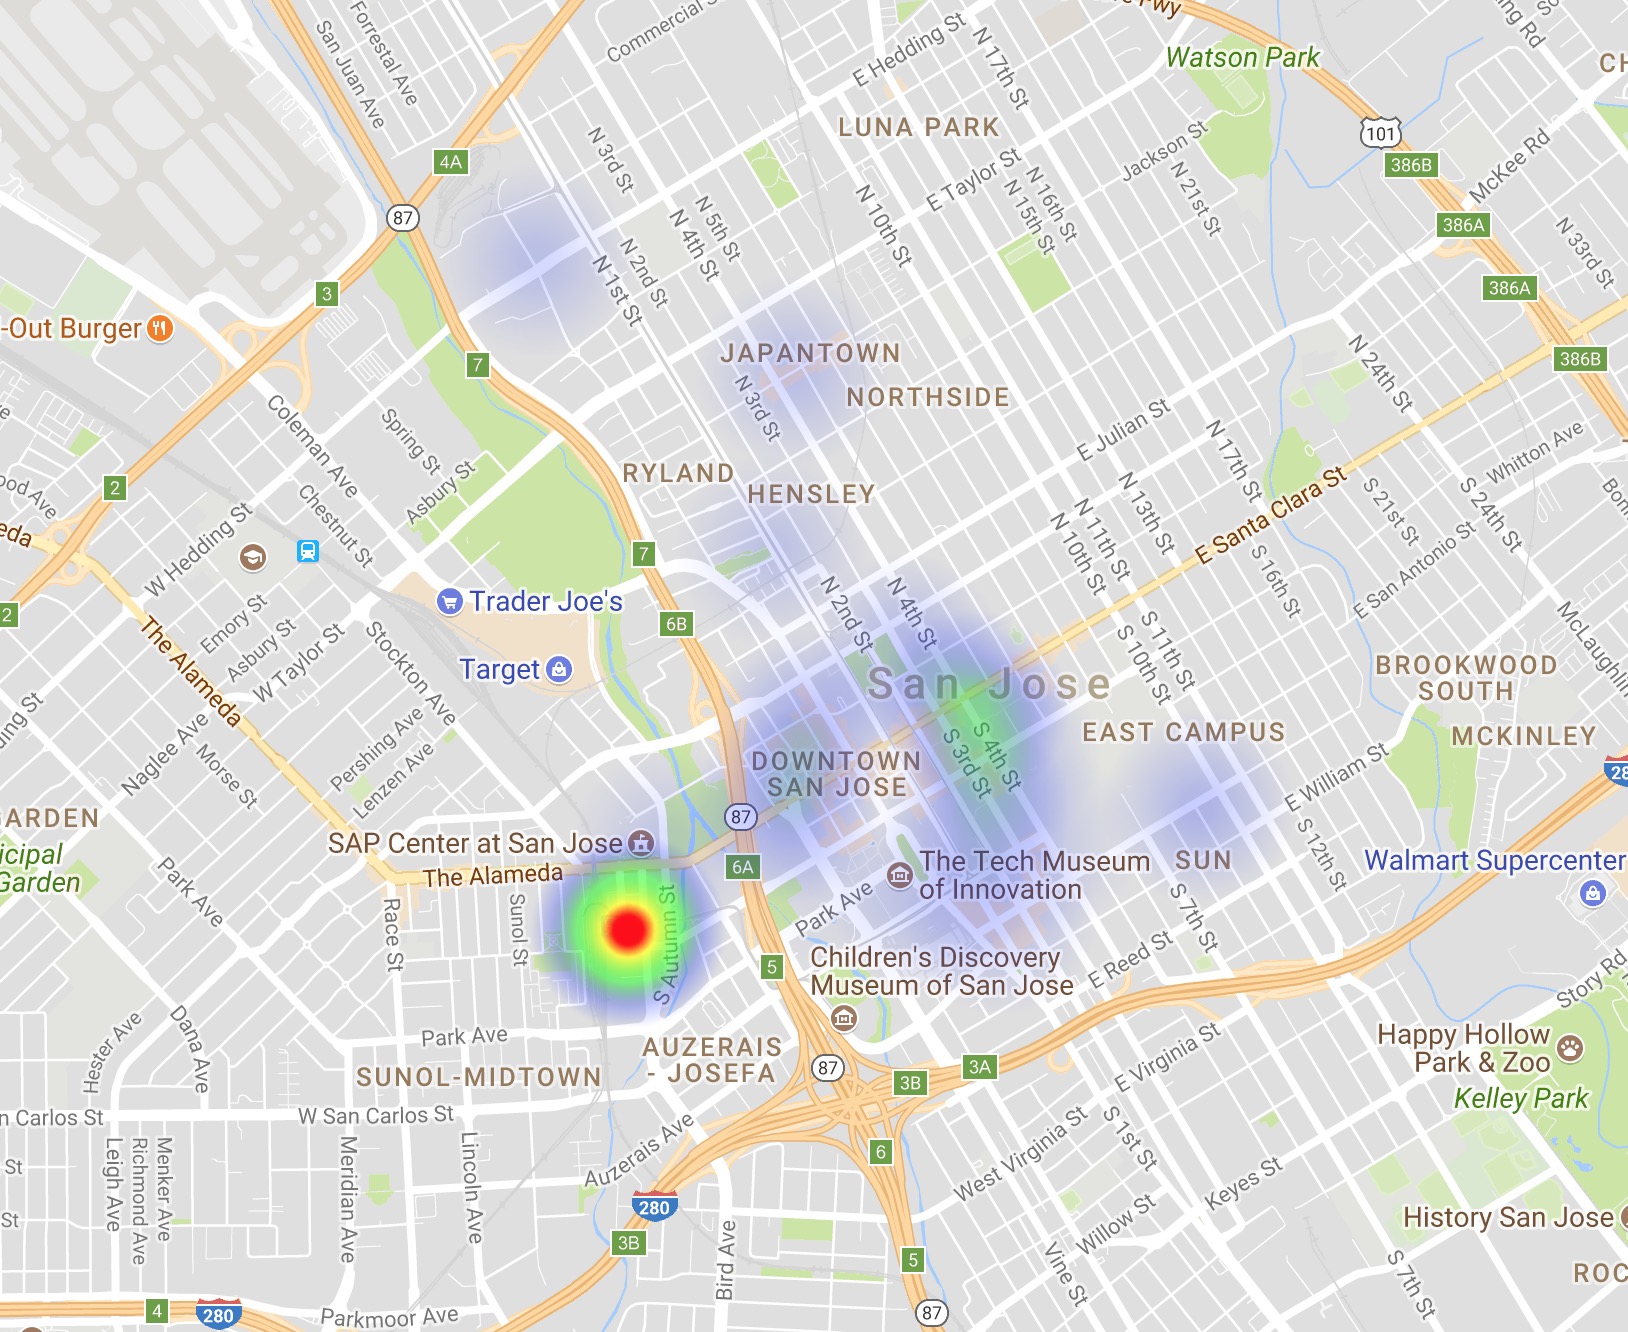 San Juan Ave
Forrestal Ave
Commercial S
E Hedding St
N 17th St
Watson Park
LUNA PARK
101
4A
386B
McKee Rd
N 3rd St
E Taylor St
Jackson St
N 16th St
N 15th St
N 21st St
87
N 5th St
N 4th St
N 10th St
386A
N 33rd St
N 2nd St
N 1st St
3
386A
-Out Burger
JAPANTOWN
7
386B
N 24th St
NORTHSIDE
N 3rd St
Coleman Ave
Spring St
E Julian St
N 17th St
Whitton Ave
RYLAND
HENSLEY
2
Asbury St
Chestnut St
ood Ave
W Hedding St
N 13th St
N 11th St
N 10th St
E Santa Clara St
S 21st St
S 24th St
eda
7
S 16th St
E San Antonio St
Trader Joe's
2
6B
N 2nd St
N 4th St
Emory St
Asbury St
W Taylor St
The Alameda
Stockton Ave
Target
S 11th St
S 10th St
McLaughlin
BROOKWOOD
SOUTH
San Jose
EAST CAMPUS
MCKINLEY
Naglee Ave
Morse St
Pershing Ave
Lenzen Ave
DOWNTOWN
SAN JOSE
S 4th St
S 3rd St
E William St
28
ARDEN
87
SAP Center at San Jose
icipal
Garden
The Alameda
6A
The Tech Museum
of Innovation
SUN
S 12th St
Walmart Supercenter
Park Ave
Race St
Sunol St
S Autumn St
Park Ave
S 7th St
5
Children's Discovery
Museum of San Jose
E Reed St
Story Rd
Hester Ave
Dana Ave
Park Ave
AUZERAIS
- JOSEFA
SUNOL-MIDTOWN
87
3B
3A
E Virginia St
Happy Hollow
Park & Zoo
Kelley Park
n Carlos St
W San Carlos St
Auzerais Ave
S 1st St
West Virginia St
6
St
Leigh Ave
Richmond Ave
Menker Ave
Meridian Ave
Lincoln Ave
Keyes St
Willow St
280
3B
St
Bird Ave
Vine St
5
History San Jose
S 7th St
ROC
4
280
Parkmoor Ave
87